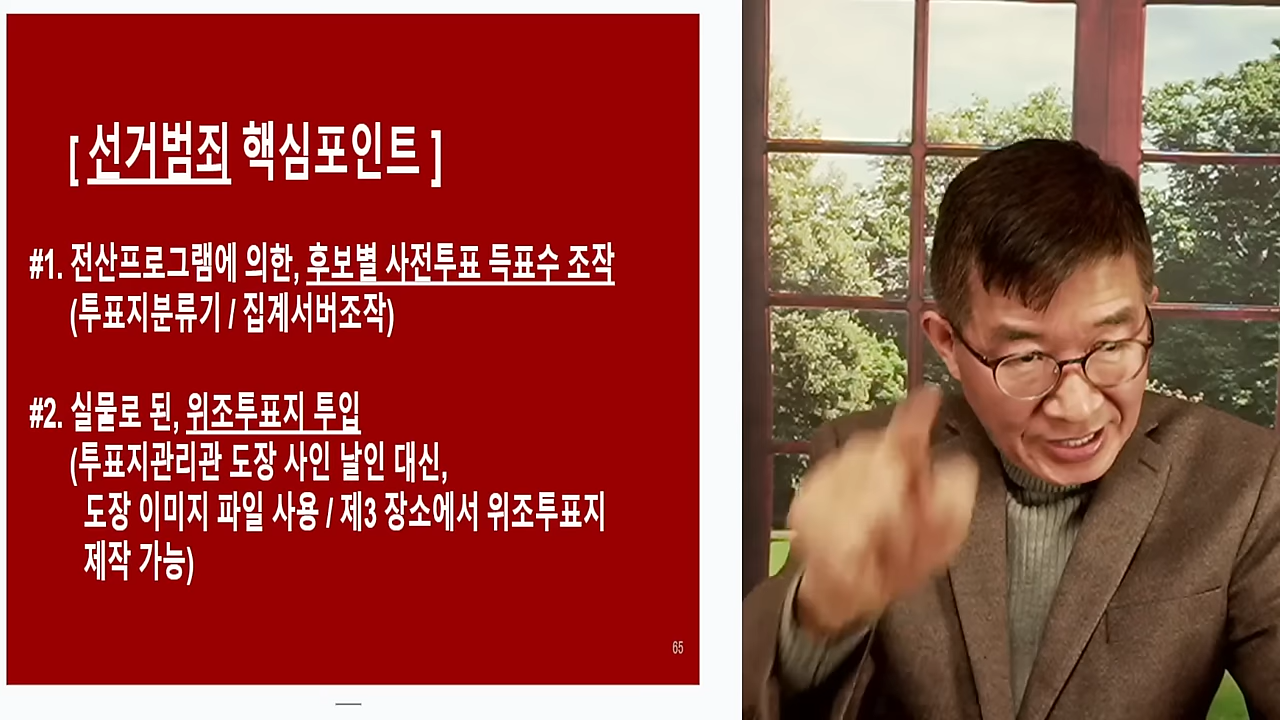 [ 선거범죄 핵심포인트 ]
#1. 전산프로그램에 의한, 후보별 사전투표 득표수 조작
(투표지분류기 / 집계서버조작)
#2. 실물로 된, 위조투표지 투입
(투표지관리관 도장 사인 날인 대신,
도장 이미지 파일 사용 / 제3 장소에서 위조투표지
제작 가능)
65